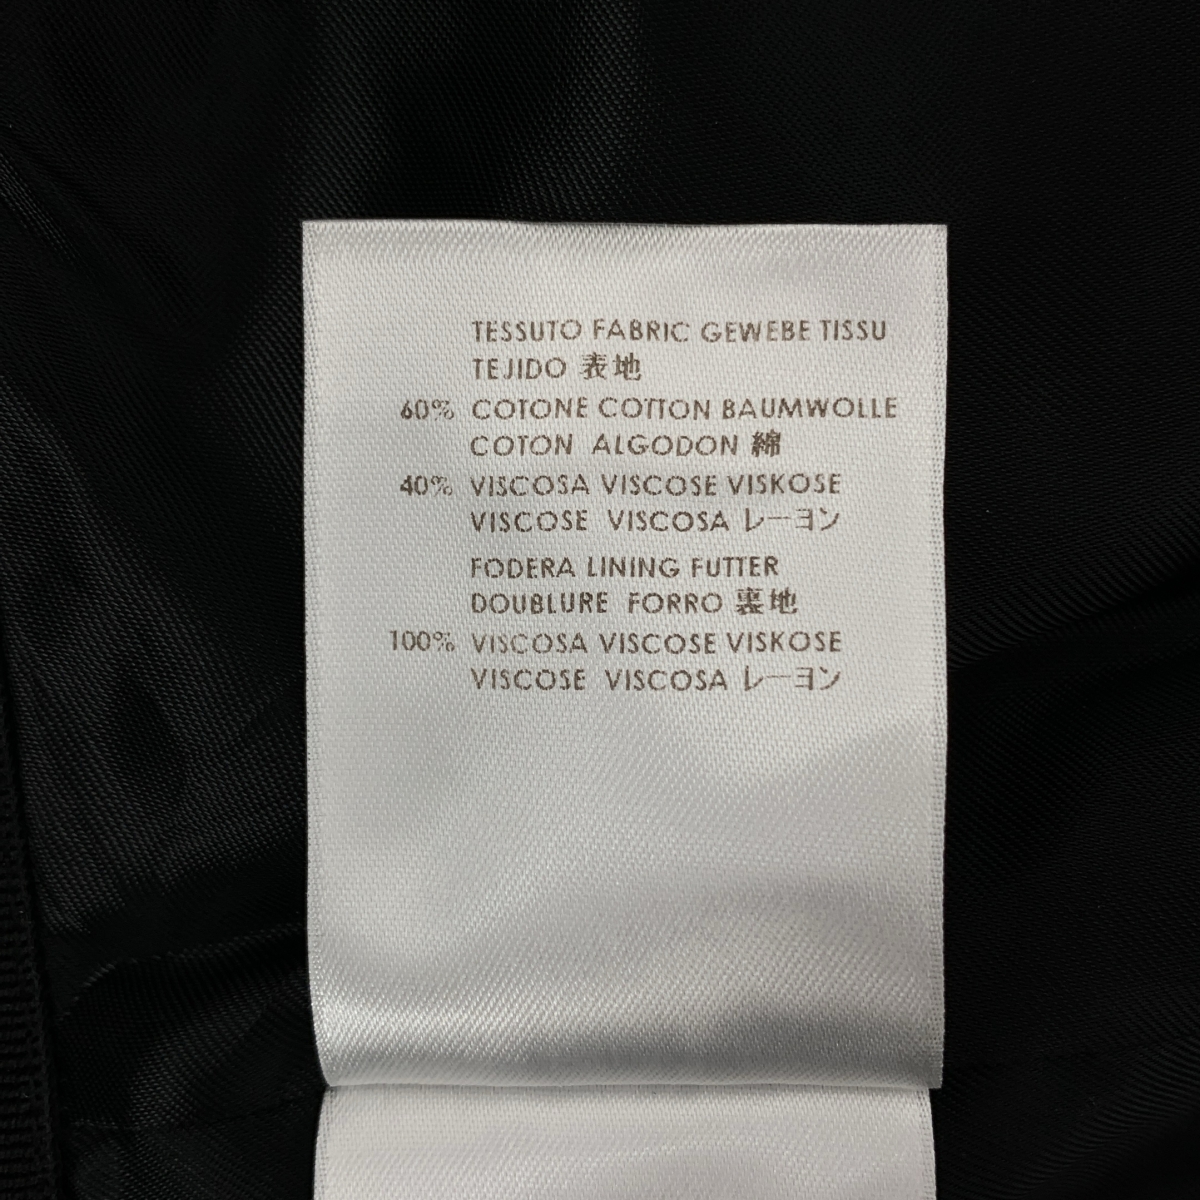 TESSUTO FABRIC GEWEBE TISSU
TEJIDO 表地
60% COTONE COTTON BAUMWOLLE
COTON ALGODON 綿
40% VISCOSA VISCOSE VISKOSE
VISCOSE VISCOSA レーヨン
FODERA LINING FUTTER
DOUBLURE FORRO 裏地
100% VISCOSA VISCOSE VISKOSE
VISCOSE VISCOSA レーヨン